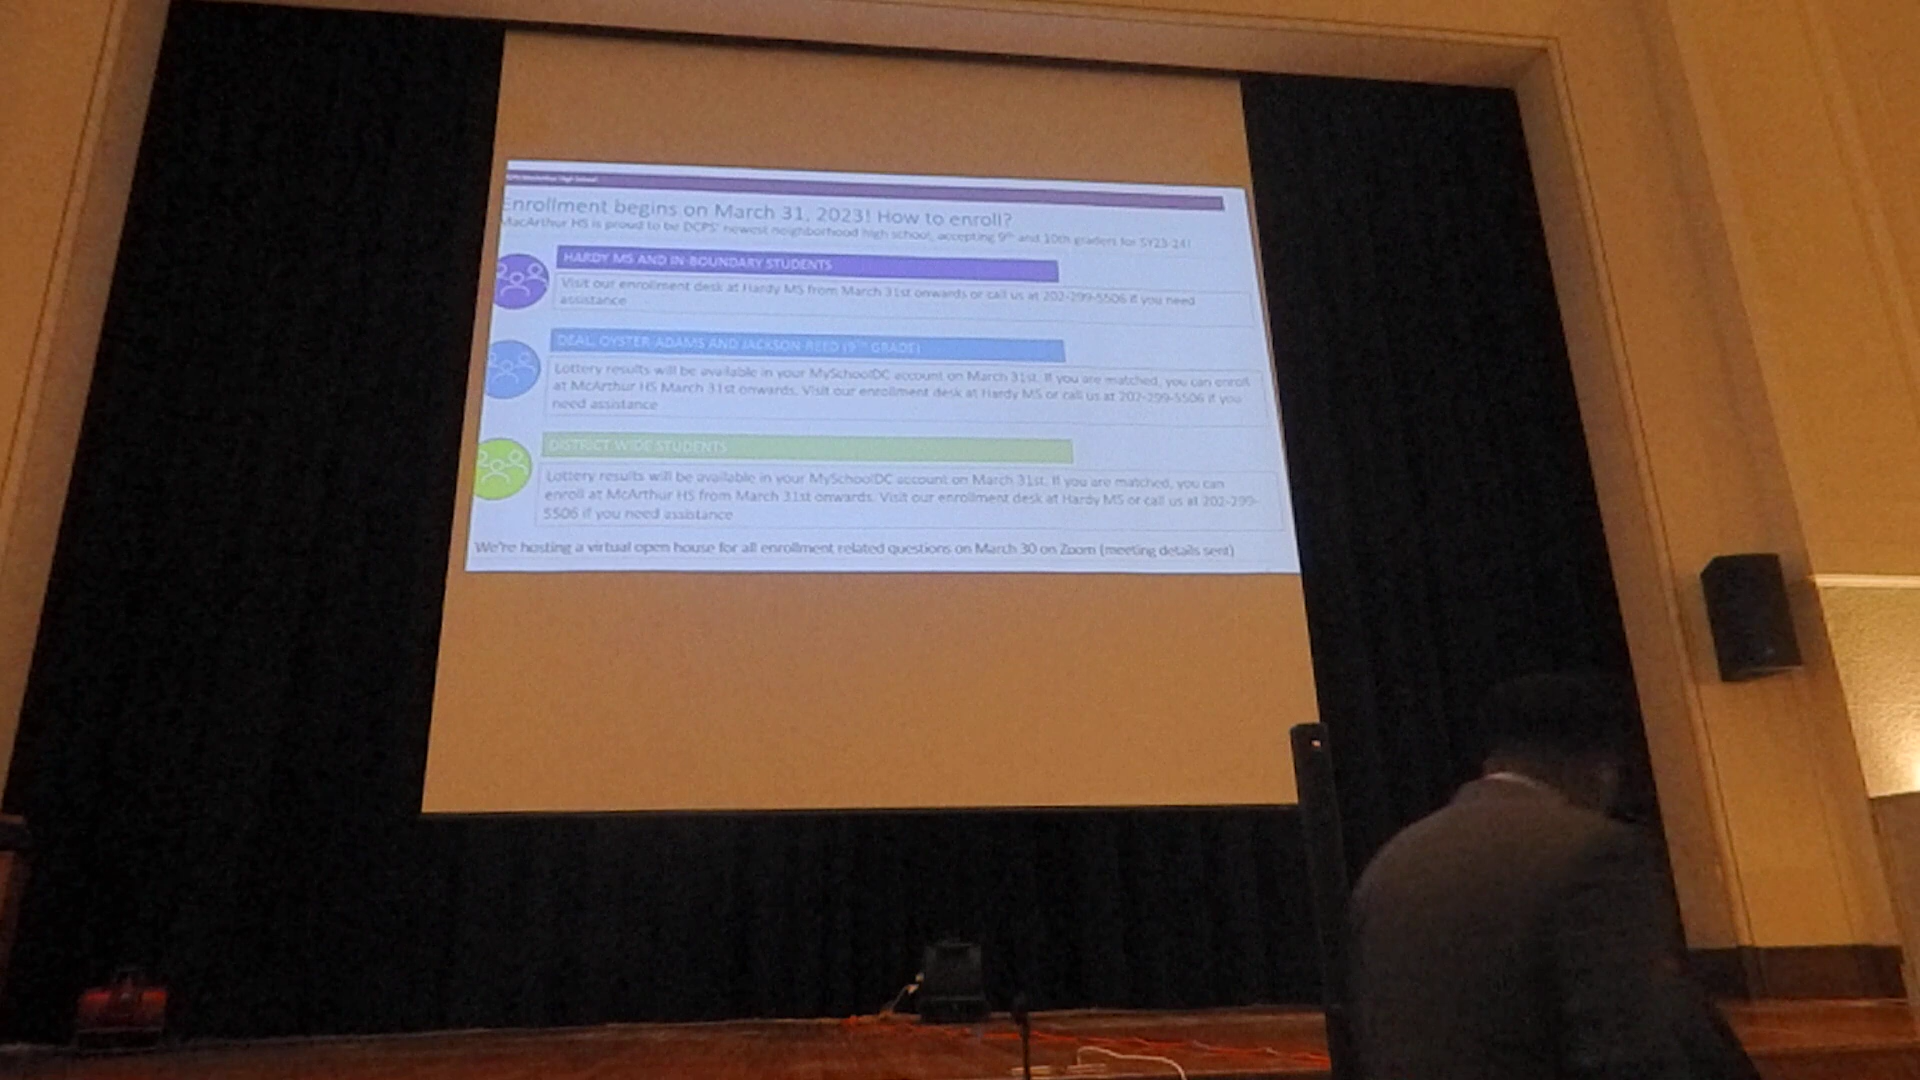 MacArthur High School
Enrollment begins on March 31, 2023! How to enroll?
MacArthur HS is proud to be DCPS' newest neighborhood high school, accepting 9th and 10th graders for SY23-24!
HARDY MS AND IN-BOUNDARY STUDENTS
Visit our enrollment desk at Hardy MS from March 31st onwards or call us at 202-299-5506 if you need
assistance
DEAL, OYSTER-ADAMS AND JACKSON-REED (9TH GRADE)
Lottery results will be available in your MySchoolDC account on March 31st. If you are matched, you can enroll
at McArthur HS March 31st onwards. Visit our enrollment desk at Hardy MS or call us at 202-299-5506 if you
need assistance
DISTRICT WIDE STUDENTS
Lottery results will be available in your MySchoolDC account on March 31st. If you are matched, you can
enroll at McArthur HS from March 31st onwards. Visit our enrollment desk at Hardy MS or call us at 202-299-
5506 if you need assistance
We're hosting a virtual open house for all enrollment related questions on March 30 on Zoom (meeting details sent)